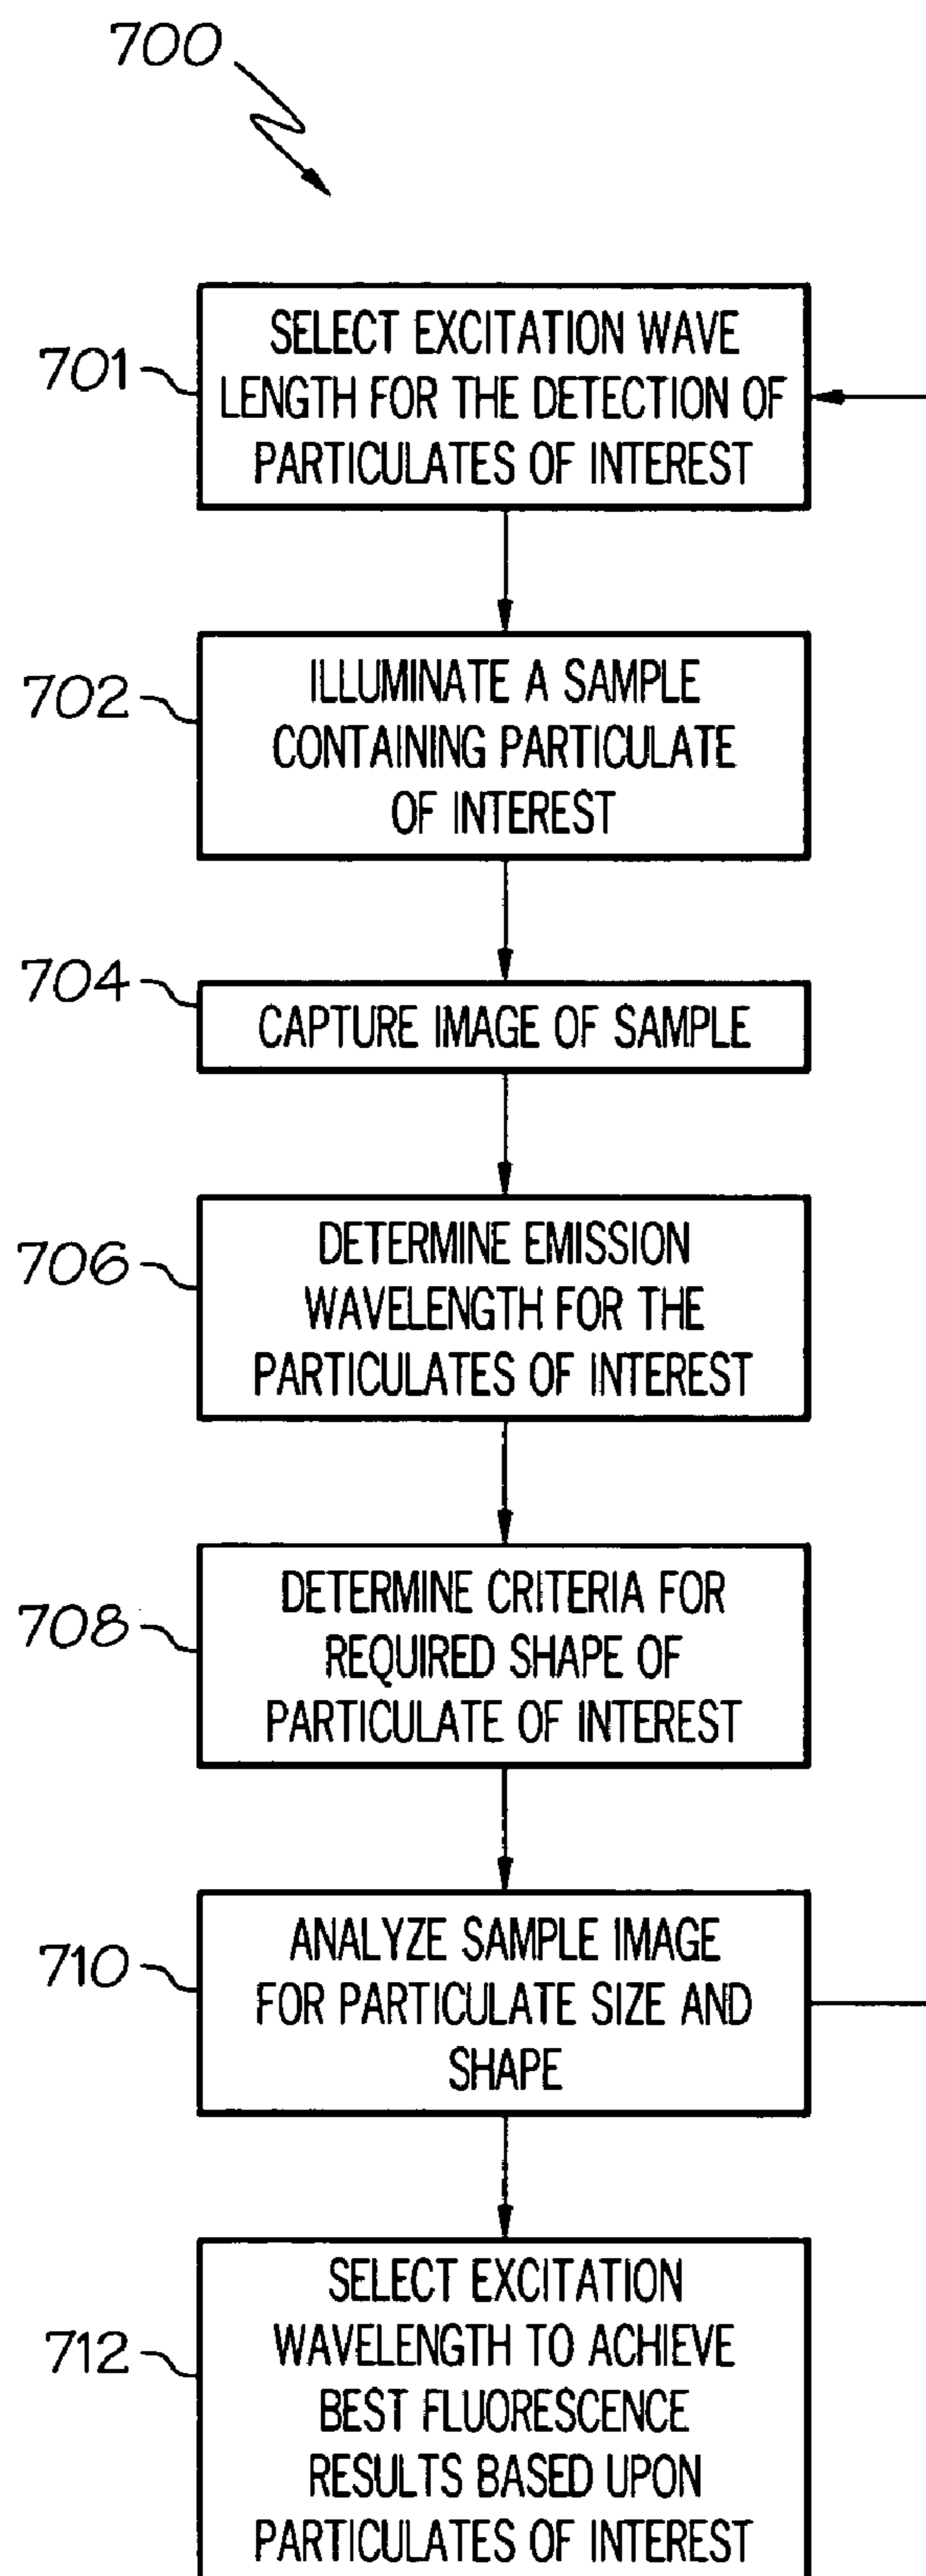 700
701
SELECT EXCITATION WAVE
LENGTH FOR THE DETECTION OF
PARTICULATES OF INTEREST
702
ILLUMINATE A SAMPLE
CONTAINING PARTICULATE
OF INTEREST
704
CAPTURE IMAGE OF SAMPLE
706
DETERMINE EMISSION
WAVELENGTH FOR THE
PARTICULATES OF INTEREST
708
DETERMINE CRITERIA FOR
REQUIRED SHAPE OF
PARTICULATE OF INTEREST
710
ANALYZE SAMPLE IMAGE
FOR PARTICULATE SIZE AND
SHAPE
712
SELECT EXCITATION
WAVELENGTH TO ACHIEVE
BEST FLUORESCENCE
RESULTS BASED UPON
PARTICULATES OF INTEREST